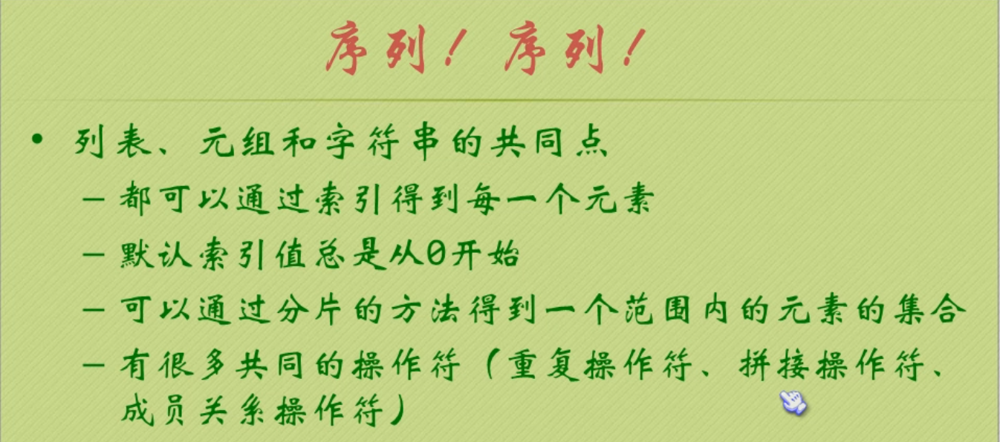 序列！序列！
• 列表、元组和字符串的共同点
– 都可以通过索引得到每一个元素
– 默认索引值总是从0开始
– 可以通过分片的方法得到一个范围内的元素的集合
– 有很多共同的操作符（重复操作符、拼接操作符、
成员关系操作符）